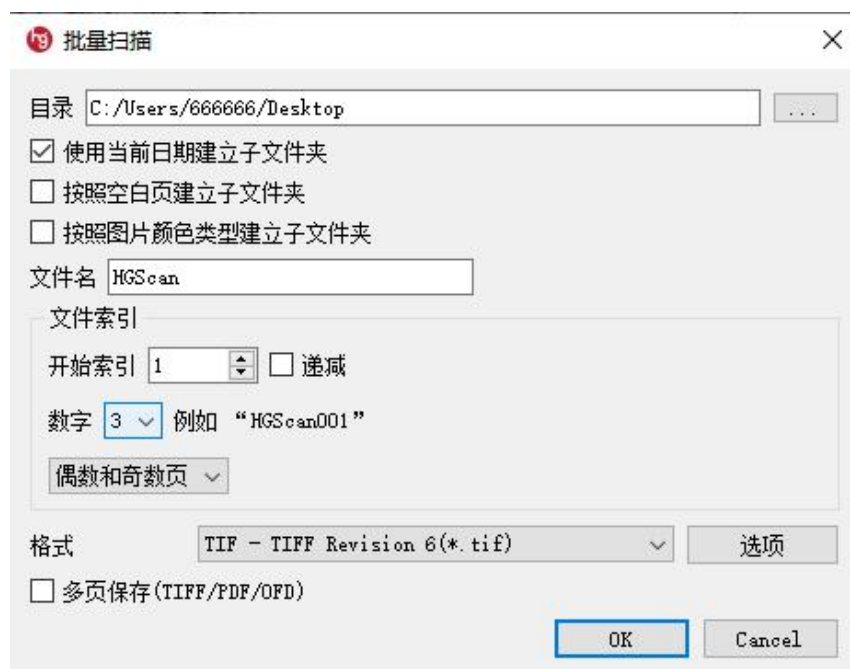 hg 批量扫描
目录 C:/Users/666666/Desktop ...
使用当前日期建立子文件夹
按照空白页建立子文件夹
按照图片颜色类型建立子文件夹
文件名 HGScan
文件索引
开始索引 1 递减
数字 3 例如 “HGScan001”
偶数和奇数页
格式 TIF - TIFF Revision 6(*.tif) 选项
多页保存(TIFF/PDF/OFD)
OK Cancel